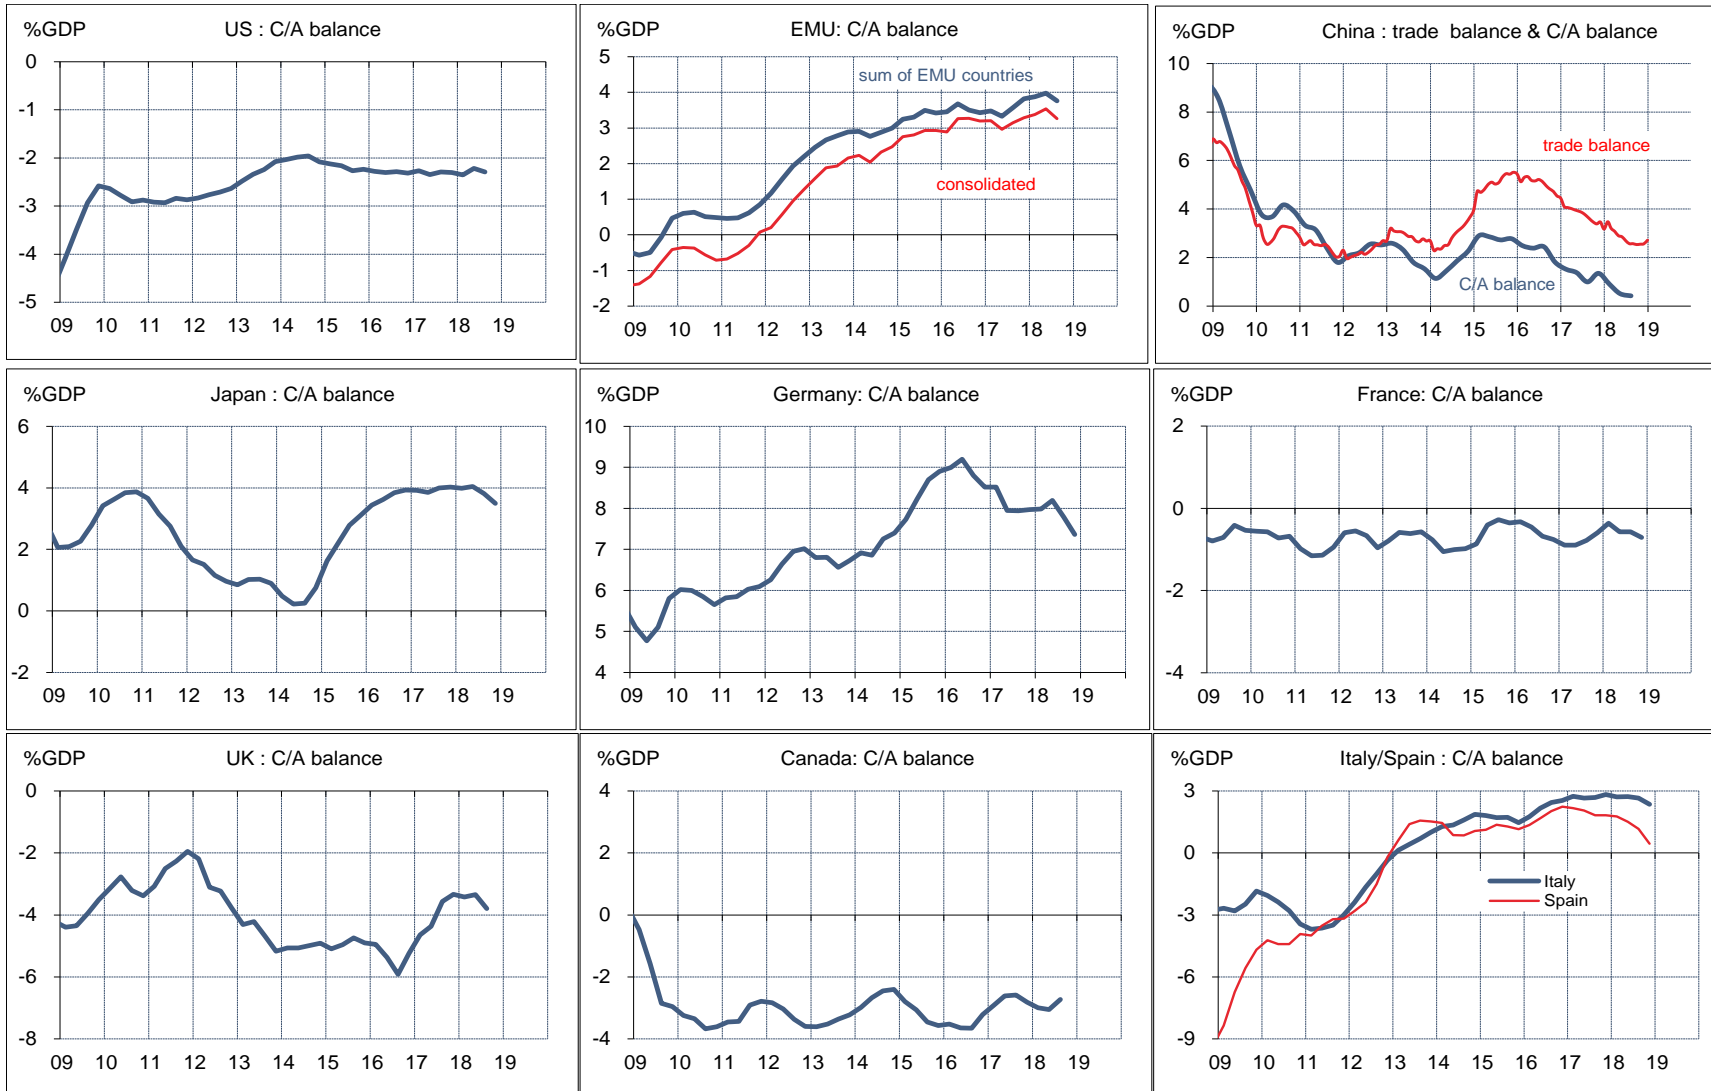 %GDP US : C/A balance
0
-1
-2
-3
-4
-5
09 10 11 12 13 14 15 16 17 18 19
%GDP EMU: C/A balance
5
sum of EMU countries
4
3
consolidated
2
1
0
-1
-2
09 10 11 12 13 14 15 16 17 18 19
%GDP China : trade balance & C/A balance
10
8
trade balance
6
4
2
C/A balance
0
09 10 11 12 13 14 15 16 17 18 19
%GDP Japan : C/A balance
6
4
2
0
-2
09 10 11 12 13 14 15 16 17 18 19
%GDP Germany: C/A balance
10
9
8
7
6
5
4
09 10 11 12 13 14 15 16 17 18 19
%GDP France: C/A balance
2
0
-2
-4
09 10 11 12 13 14 15 16 17 18 19
%GDP UK : C/A balance
0
-2
-4
-6
-8
09 10 11 12 13 14 15 16 17 18 19
%GDP Canada: C/A balance
4
2
0
-2
-4
09 10 11 12 13 14 15 16 17 18 19
%GDP Italy/Spain : C/A balance
3
0
Italy
Spain
-3
-6
-9
09 10 11 12 13 14 15 16 17 18 19